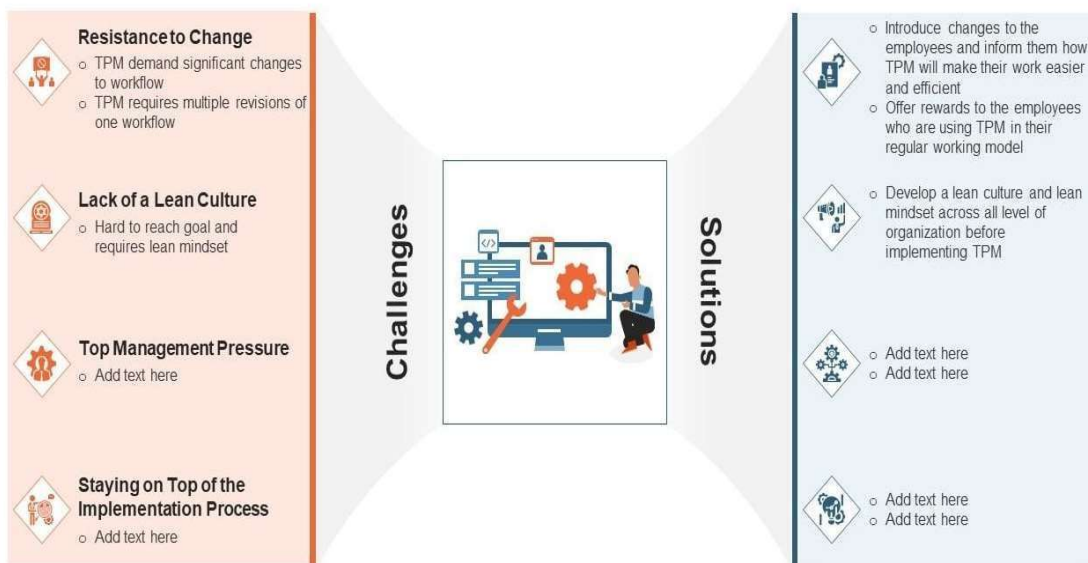 Resistance to Change
○ TPM demand significant changes
to workflow
○ TPM requires multiple revisions of
one workflow
Lack of a Lean Culture
○ Hard to reach goal and
requires lean mindset
Top Management Pressure
○ Add text here
Staying on Top of the
Implementation Process
○ Add text here
Challenges
</>
Solutions
○ Introduce changes to the
employees and inform them how
TPM will make their work easier
and efficient
○ Offer rewards to the employees
who are using TPM in their
regular working model
○ Develop a lean culture and lean
mindset across all level of
organization before
implementing TPM
○ Add text here
○ Add text here
○ Add text here
○ Add text here